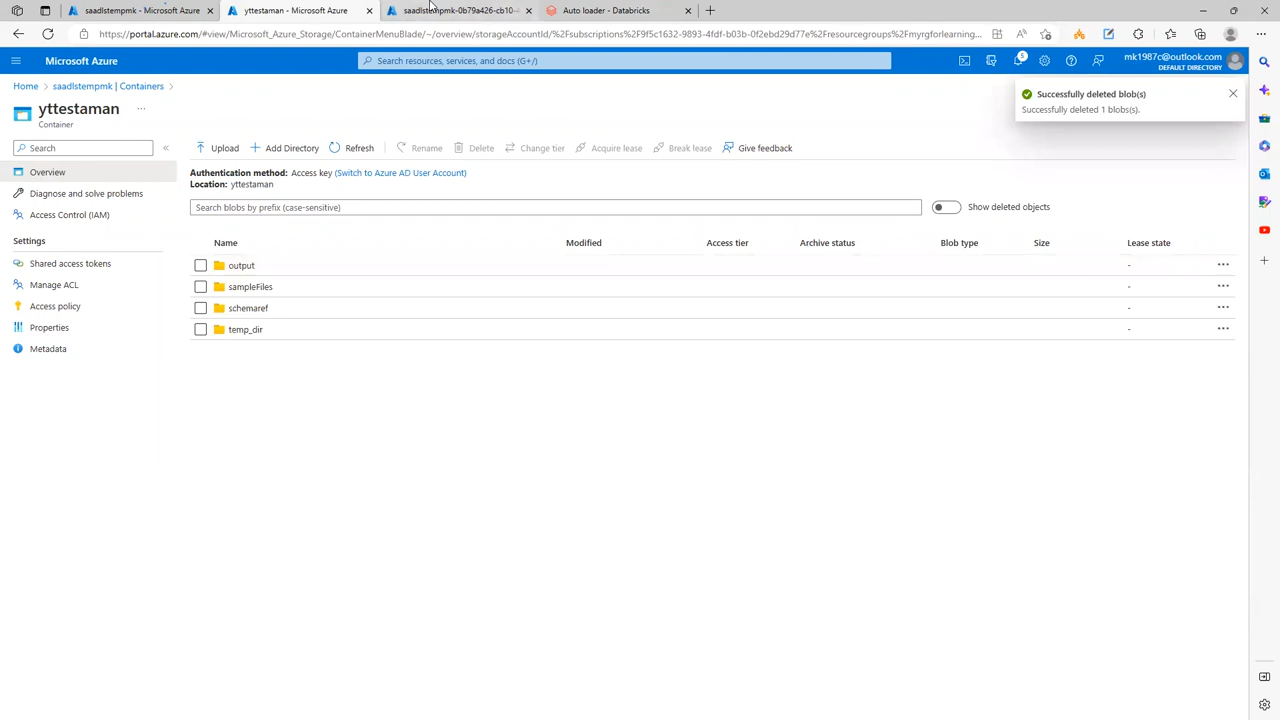 saadlstempmk - Microsoft Azure
yttestaman - Microsoft Azure
saadlstempmk-0b79a426-cb10-
Auto loader - Databricks
https://portal.azure.com/#view/Microsoft_Azure_Storage/ContainerMenuBlade/~/overview/storageAccountId/%2Fsubscriptions%2F9f5c1632-9893-4fdf-b03b-0f2ebd29d77e%2Fresourcegroups%2Fmyrgforlearning...
Microsoft Azure
Search resources, services, and docs (G+/)
5
mk1987c@outlook.com
DEFAULT DIRECTORY
Home > saadlstempmk | Containers >
yttestaman ...
Container
Successfully deleted blob(s)
Successfully deleted 1 blobs(s).
Search
Overview
Diagnose and solve problems
Access Control (IAM)
Settings
Shared access tokens
Manage ACL
Access policy
Properties
Metadata
Upload Add Directory Refresh Rename Delete Change tier Acquire lease Break lease Give feedback
Authentication method: Access key (Switch to Azure AD User Account)
Location: yttestaman
Search blobs by prefix (case-sensitive)
Show deleted objects
Name Modified Access tier Archive status Blob type Size Lease state
output - ...
sampleFiles - ...
schemaref - ...
temp_dir - ...